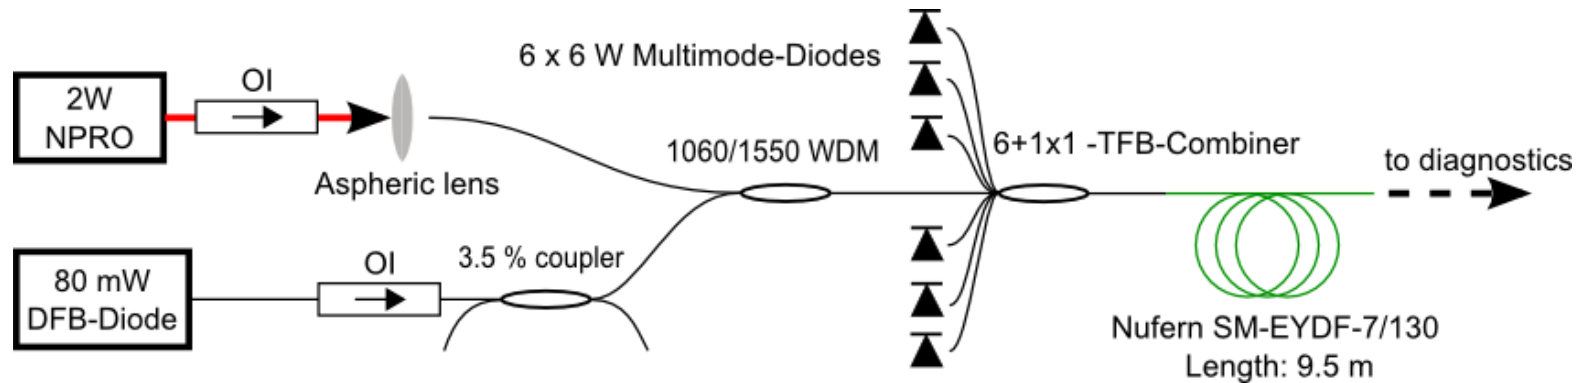 2W
NPRO
OI
Aspheric lens
6 x 6 W Multimode-Diodes
1060/1550 WDM
6+1x1 -TFB-Combiner
to diagnostics
80 mW
DFB-Diode
OI
3.5 % coupler
Nufern SM-EYDF-7/130
Length: 9.5 m